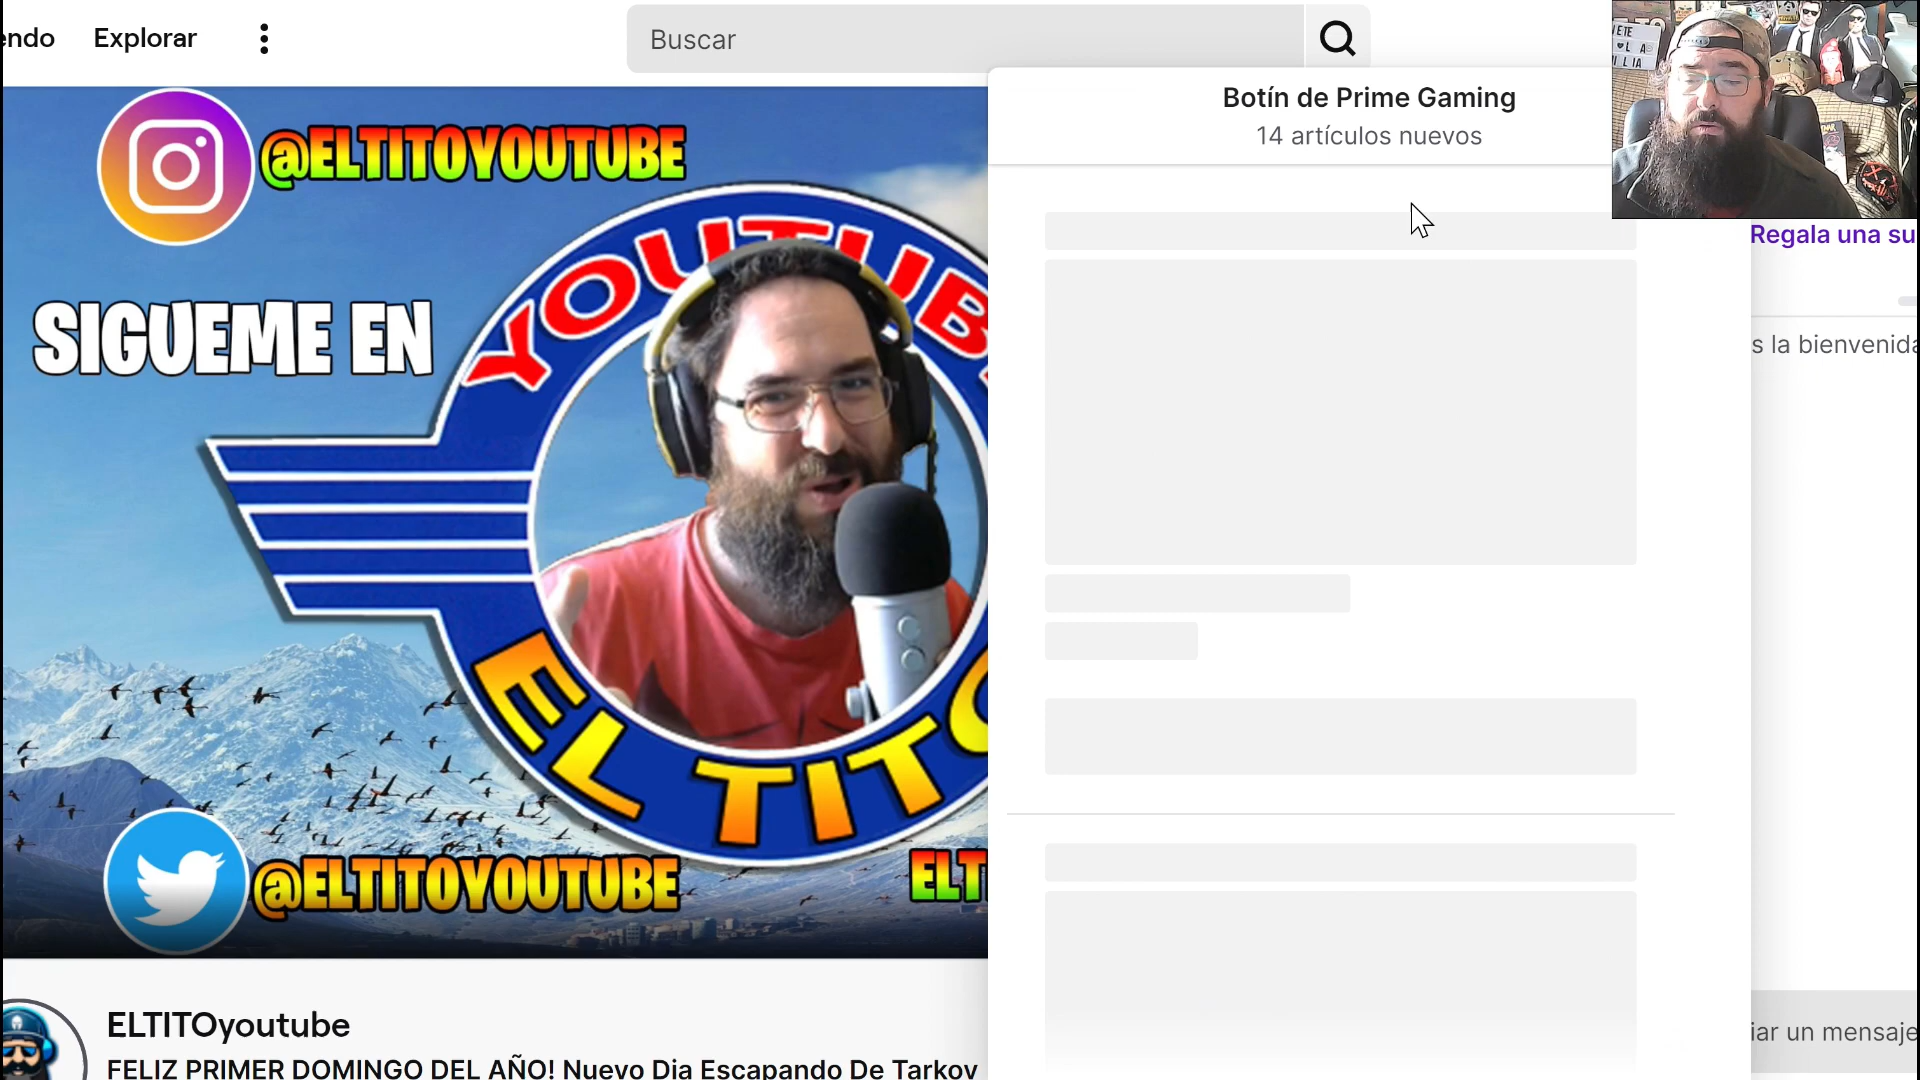 endo
Explorar
Buscar
Botín de Prime Gaming
14 artículos nuevos
@ELTITOYOUTUBE
SIGUEME EN
YOUTUB
EL TITO
@ELTITOYOUTUBE
ELT
Regala una su
s la bienvenida
iar un mensaje
ELTITOyoutube
FELIZ PRIMER DOMINGO DEL AÑO! Nuevo Dia Escapando De Tarkov